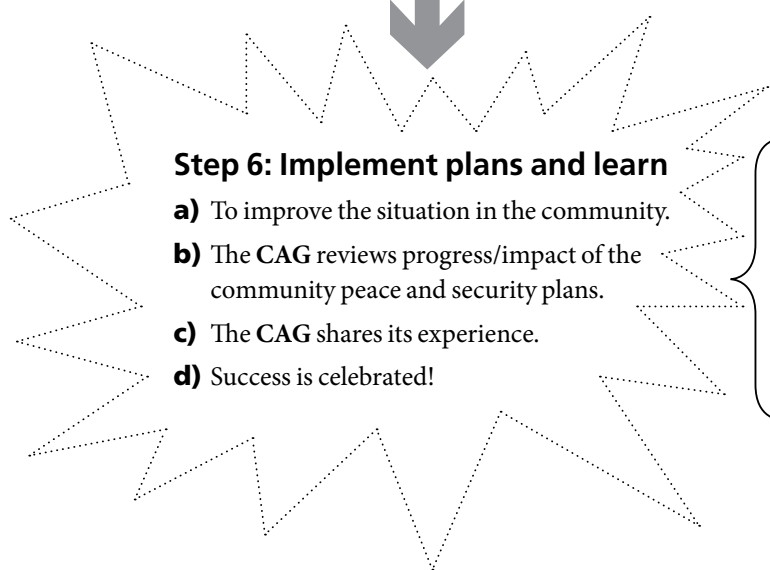 Step 6: Implement plans and learn
a) To improve the situation in the community.
b) The CAG reviews progress/impact of the
community peace and security plans.
c) The CAG shares its experience.
d) Success is celebrated!